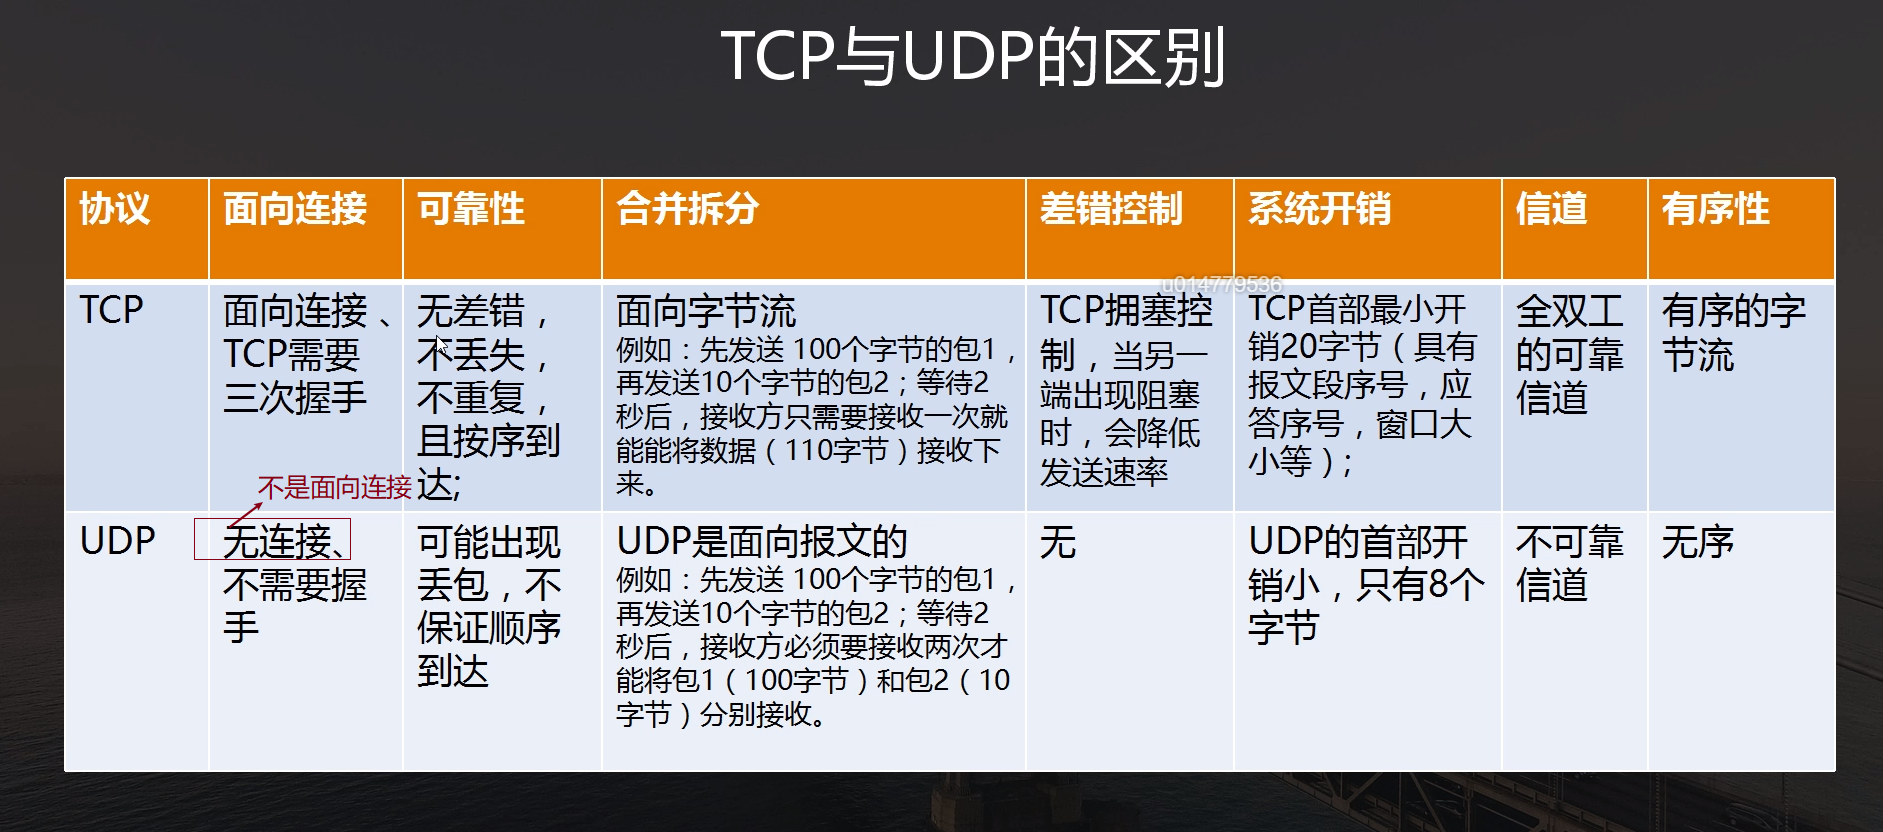 TCP与UDP的区别
协议
面向连接
可靠性
合并拆分
差错控制
系统开销
信道
有序性
u014779536
TCP
面向连接、
TCP需要
三次握手
无差错，
不丢失，
不重复，
且按序到
达;
面向字节流
例如：先发送 100个字节的包1，
再发送10个字节的包2；等待2
秒后，接收方只需要接收一次就
能能将数据（110字节）接收下
来。
TCP拥塞控
制，当另一
端出现阻塞
时，会降低
发送速率
TCP首部最小开
销20字节（具有
报文段序号，应
答序号，窗口大
小等）;
全双工
的可靠
信道
有序的字
节流
不是面向连接
UDP
无连接、
不需要握
手
可能出现
丢包，不
保证顺序
到达
UDP是面向报文的
例如：先发送 100个字节的包1，
再发送10个字节的包2；等待2
秒后，接收方必须要接收两次才
能将包1（100字节）和包2（10
字节）分别接收。
无
UDP的首部开
销小，只有8个
字节
不可靠
信道
无序